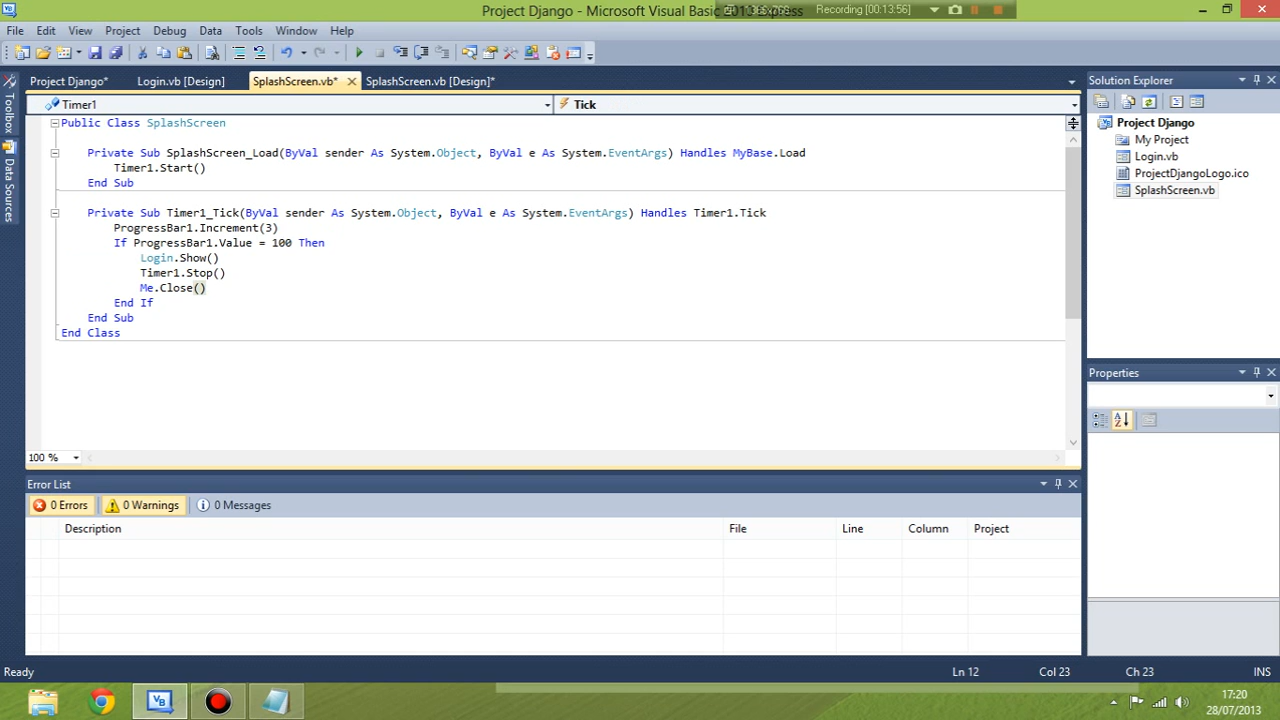 Project Django - Microsoft Visual Basic 2010 Express
Recording [00:13:56]
File Edit View Project Debug Data Tools Window Help
Project Django* Login.vb [Design] SplashScreen.vb* SplashScreen.vb [Design]*
Timer1 Tick
Toolbox
Data Sources
Public Class SplashScreen
Private Sub SplashScreen_Load(ByVal sender As System.Object, ByVal e As System.EventArgs) Handles MyBase.Load
Timer1.Start()
End Sub
Private Sub Timer1_Tick(ByVal sender As System.Object, ByVal e As System.EventArgs) Handles Timer1.Tick
ProgressBar1.Increment(3)
If ProgressBar1.Value = 100 Then
Login.Show()
Timer1.Stop()
Me.Close()
End If
End Sub
End Class
100 %
Solution Explorer
Project Django
My Project
Login.vb
ProjectDjangoLogo.ico
SplashScreen.vb
Properties
Error List
0 Errors 0 Warnings 0 Messages
Description File Line Column Project
Ready Ln 12 Col 23 Ch 23 INS
17:20
28/07/2013